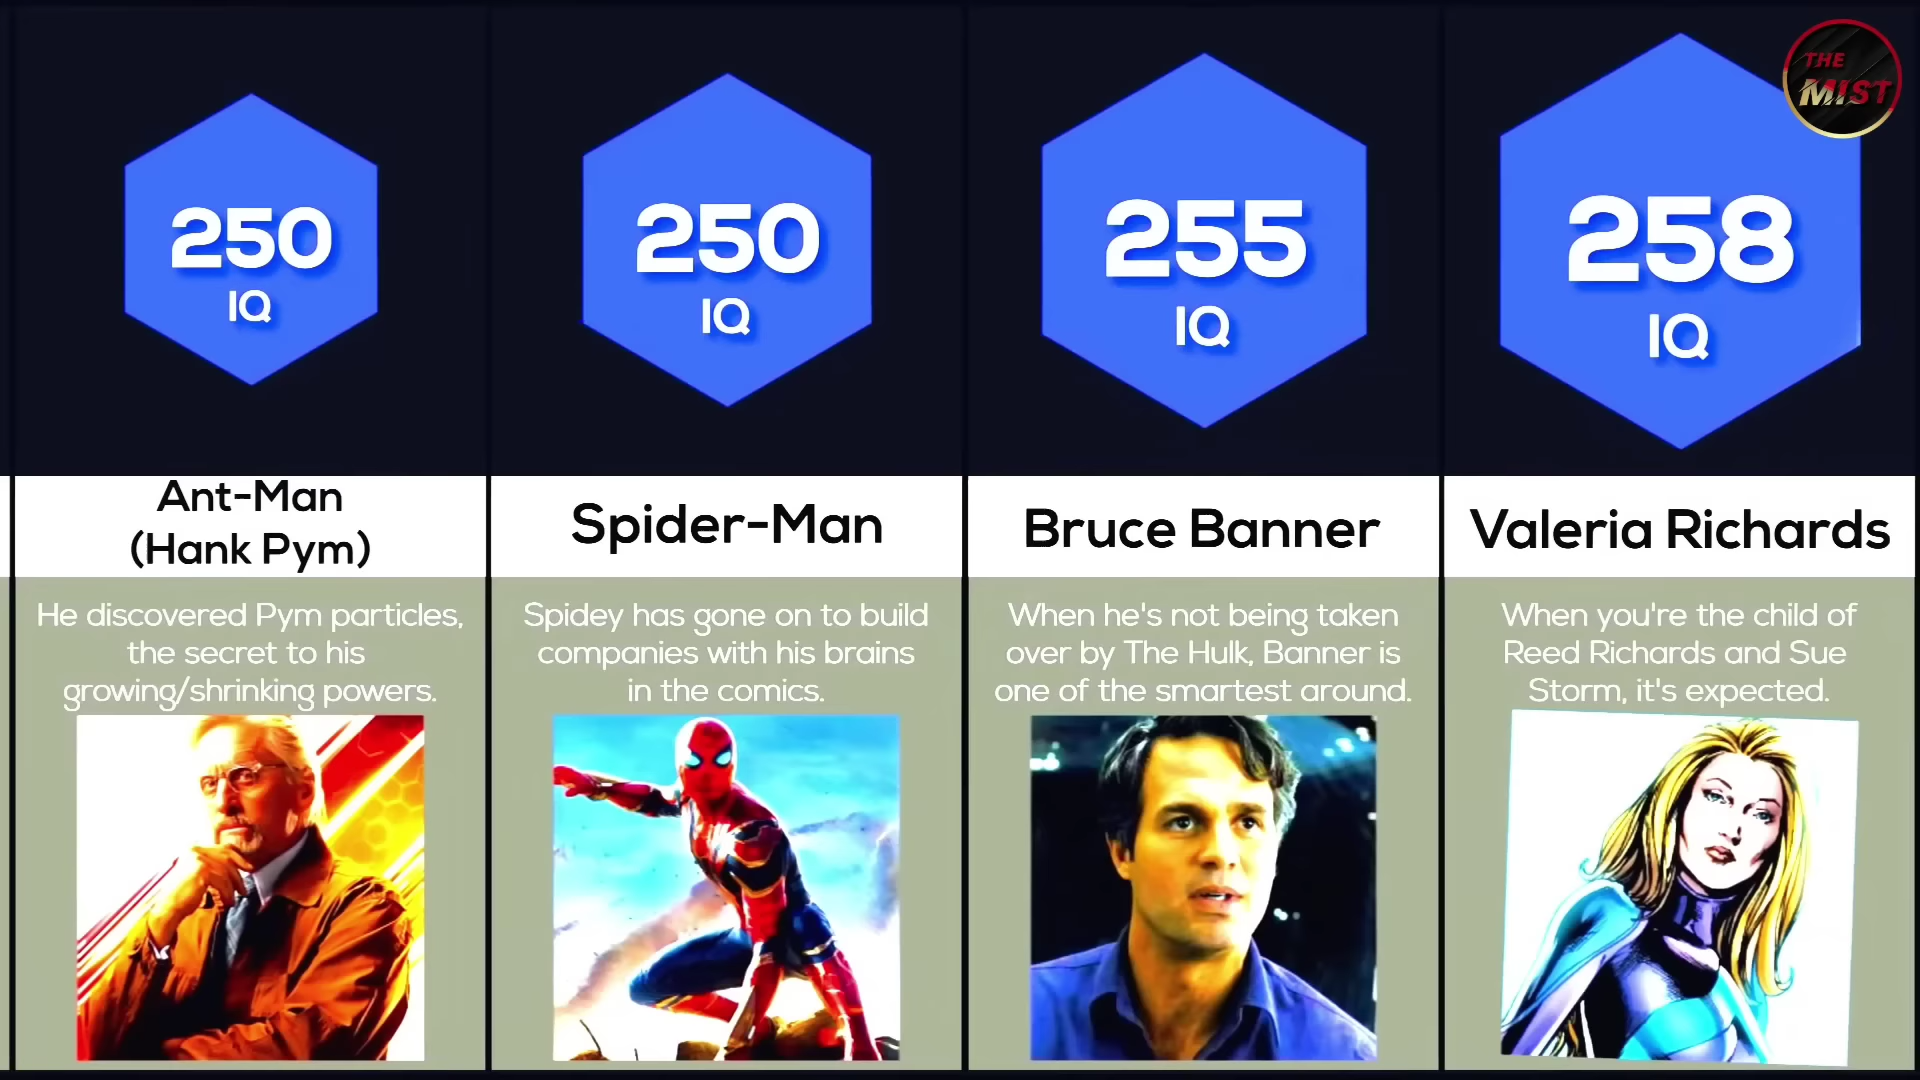 THE
MIST
250
IQ
250
IQ
255
IQ
258
IQ
Ant-Man
(Hank Pym)
Spider-Man
Bruce Banner
Valeria Richards
He discovered Pym particles,
the secret to his
growing/shrinking powers.
Spidey has gone on to build
companies with his brains
in the comics.
When he's not being taken
over by The Hulk, Banner is
one of the smartest around.
When you're the child of
Reed Richards and Sue
Storm, it's expected.